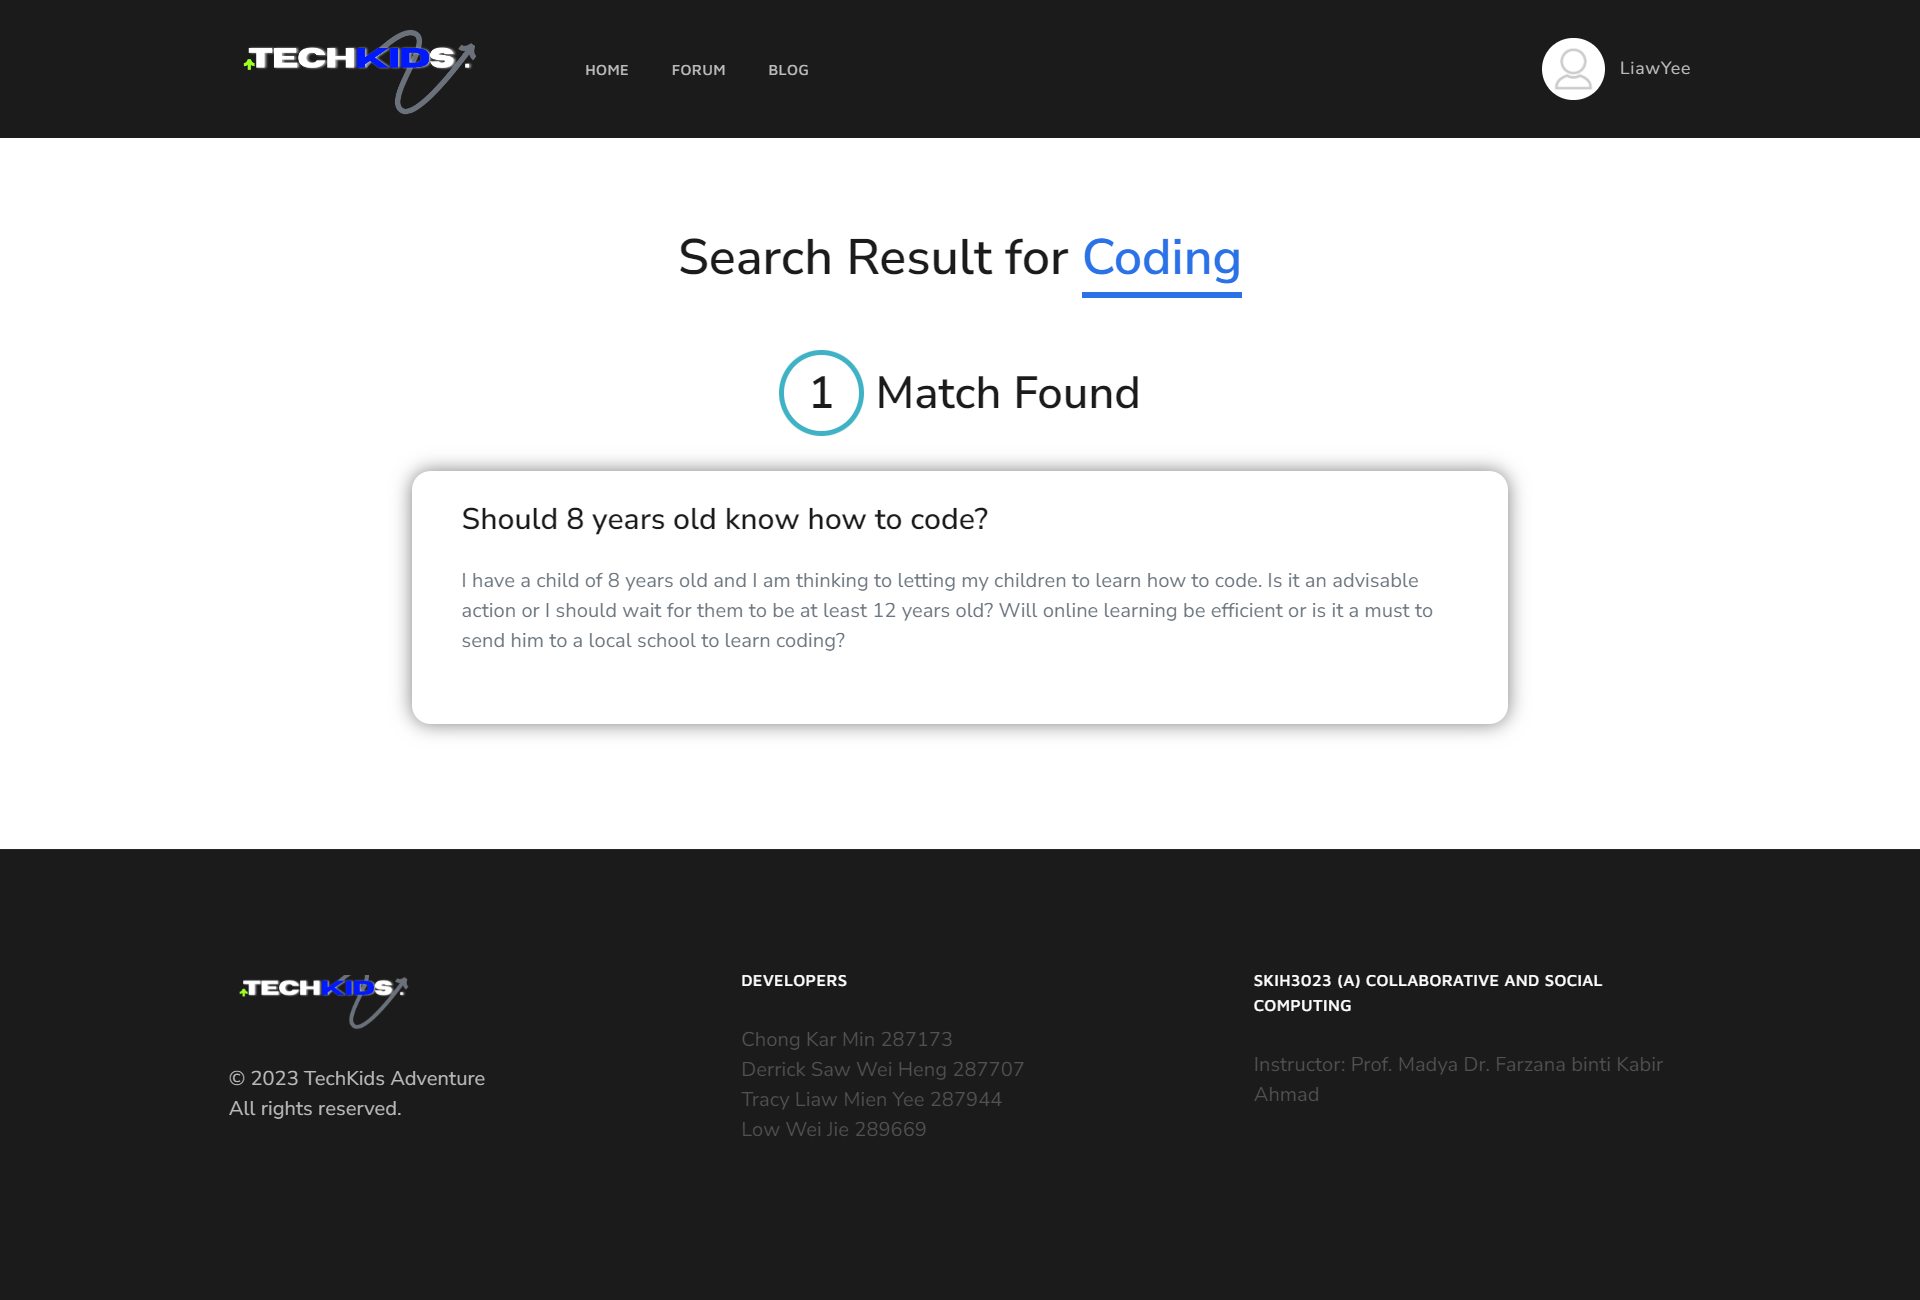 TECHKIDS.
HOME
FORUM
BLOG
LiawYee
Search Result for Coding
1 Match Found
Should 8 years old know how to code?
I have a child of 8 years old and I am thinking to letting my children to learn how to code. Is it an advisable
action or I should wait for them to be at least 12 years old? Will online learning be efficient or is it a must to
send him to a local school to learn coding?
TECHKIDS.
© 2023 TechKids Adventure
All rights reserved.
DEVELOPERS
Chong Kar Min 287173
Derrick Saw Wei Heng 287707
Tracy Liaw Mien Yee 287944
Low Wei Jie 289669
SKIH3023 (A) COLLABORATIVE AND SOCIAL
COMPUTING
Instructor: Prof. Madya Dr. Farzana binti Kabir
Ahmad